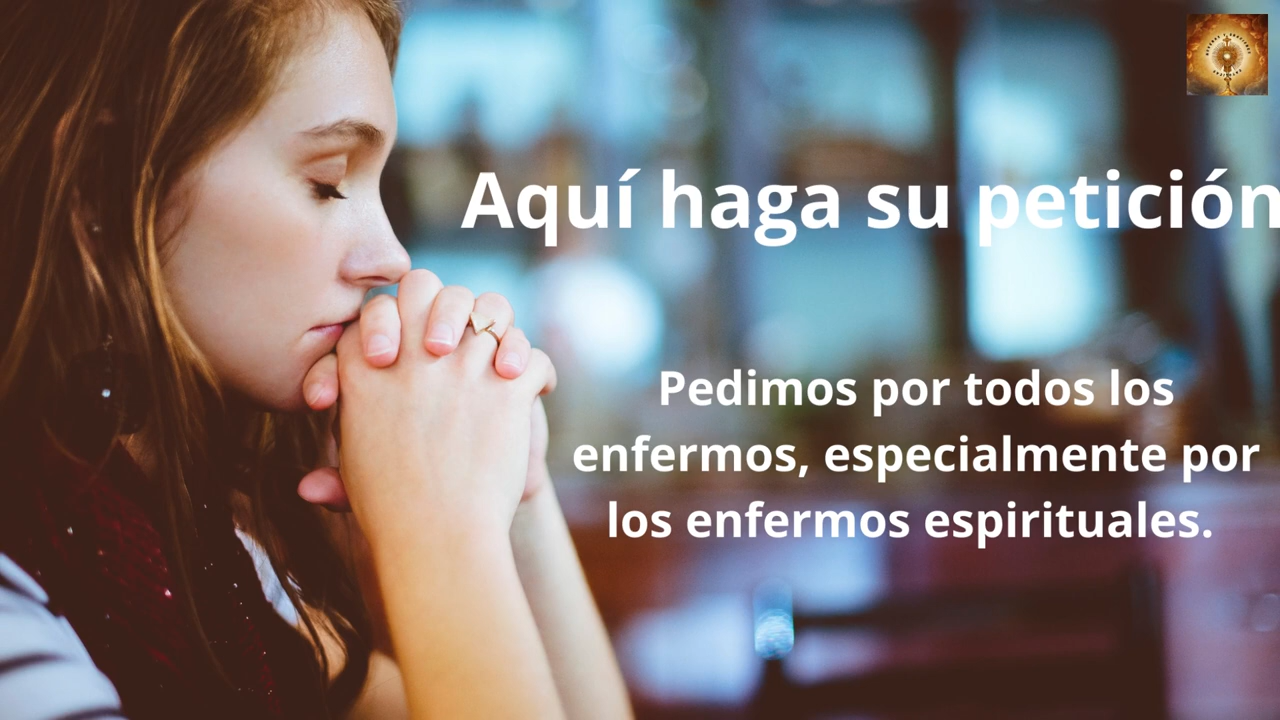 Aquí haga su petición
Pedimos por todos los
enfermos, especialmente por
los enfermos espirituales.